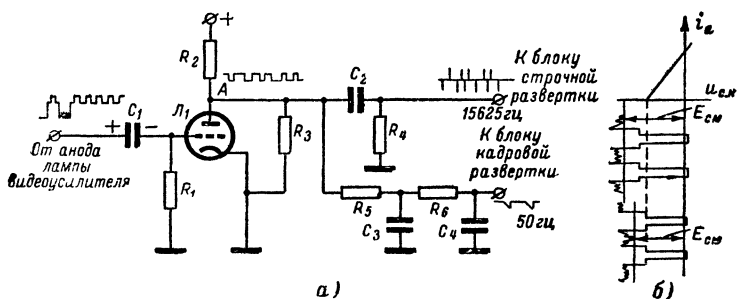 +
R2
A
C2
К блоку
строчной
развертки
15625гц
C1
+ −
Л1
R3
R4
От анода
лампы
видеоусилителя
R1
К блоку
кадровой
развертки
R5
R6
50гц
C3
C4
а)
iа
uск
Eсм
Eсм
б)